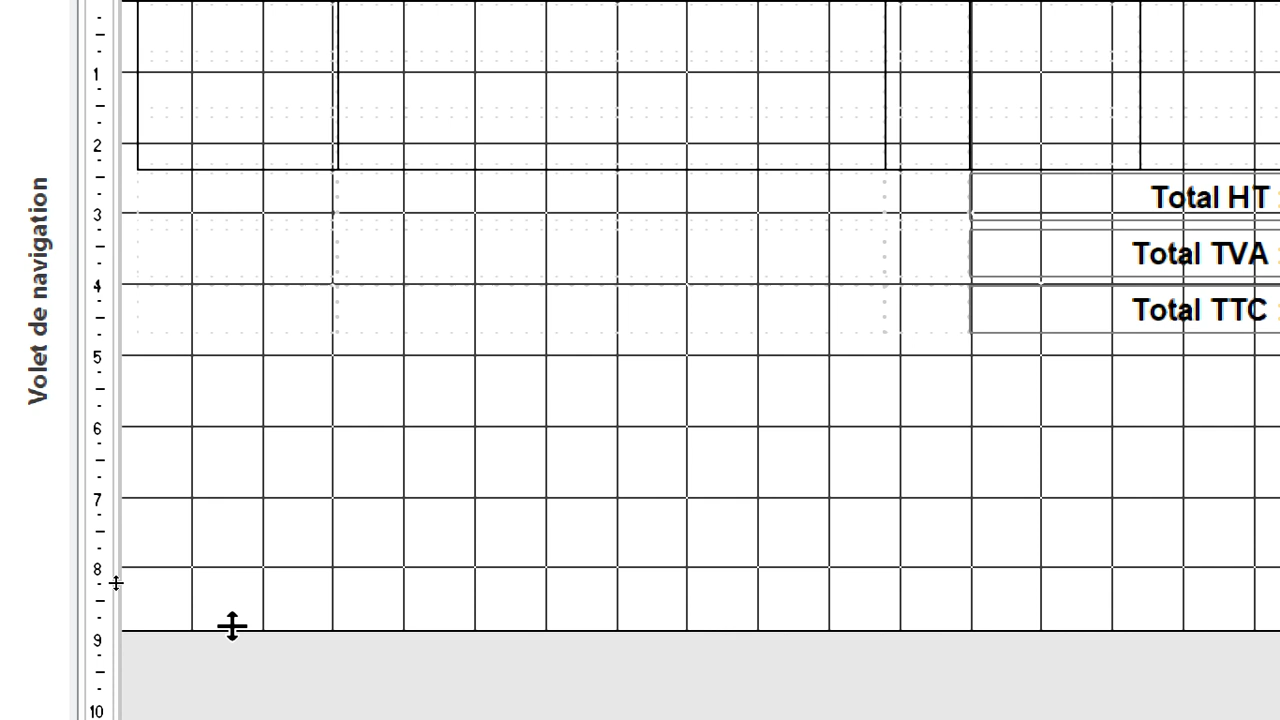 Volet de navigation
1
2
3
4
5
6
7
8
9
10
Total HT :
Total TVA :
Total TTC :